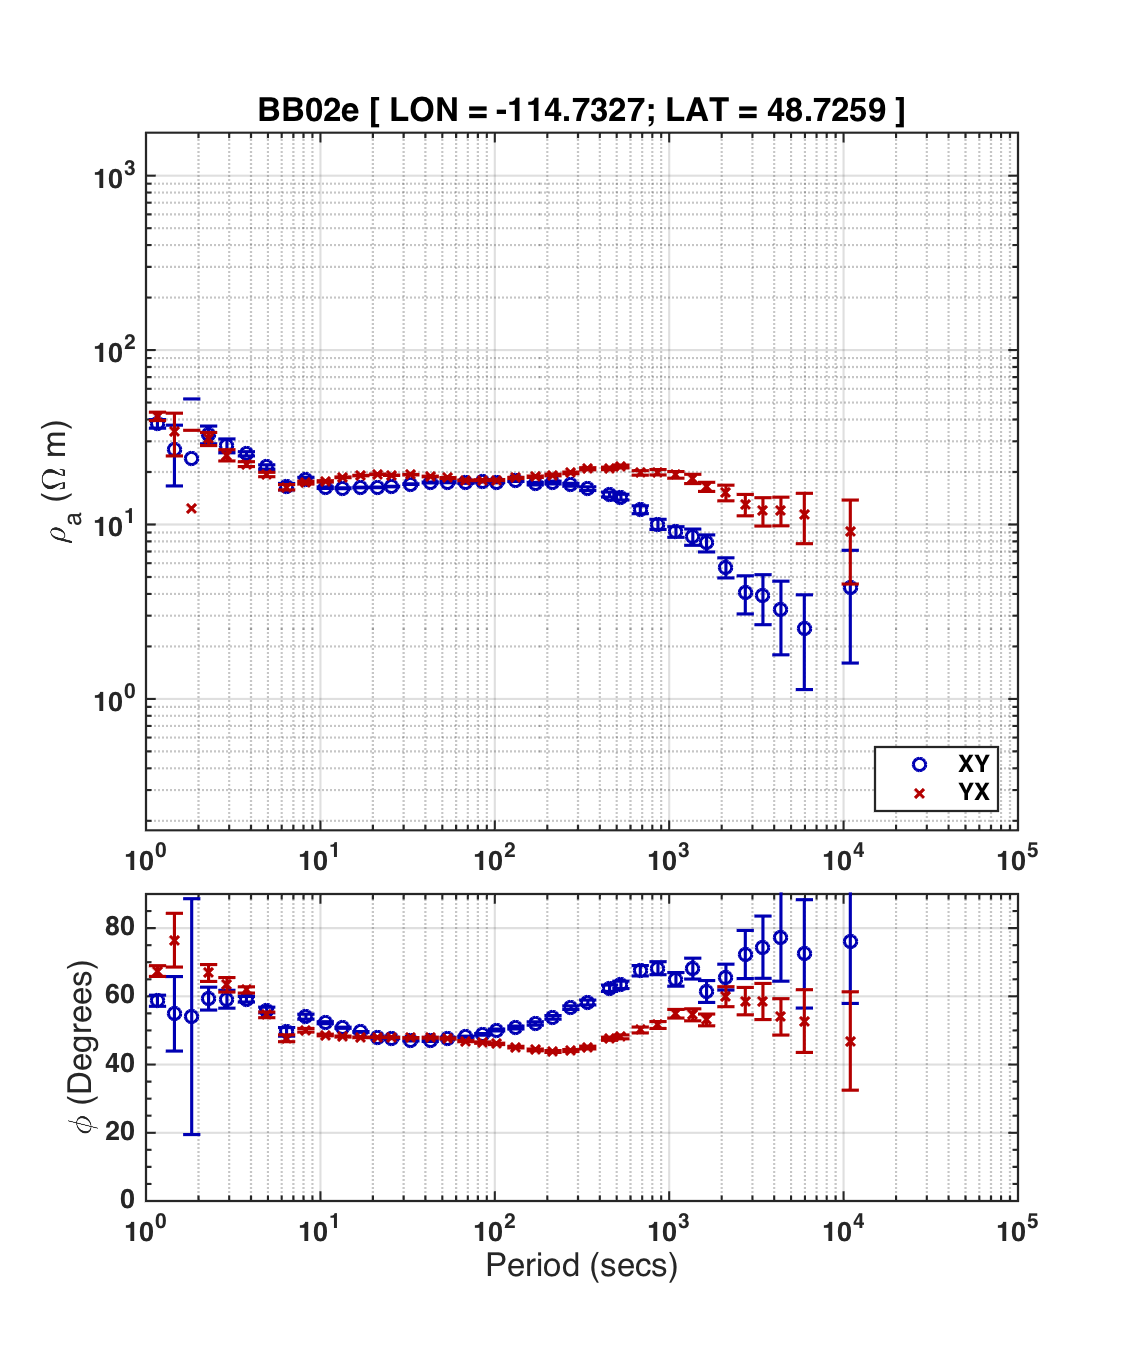 BB02e [ LON = -114.7327; LAT = 48.7259 ]
10³
10²
10¹
10⁰
ρa (Ω m)
XY
YX
10⁰ 10¹ 10² 10³ 10⁴ 10⁵
80
60
40
20
0
ϕ (Degrees)
10⁰ 10¹ 10² 10³ 10⁴ 10⁵
Period (secs)